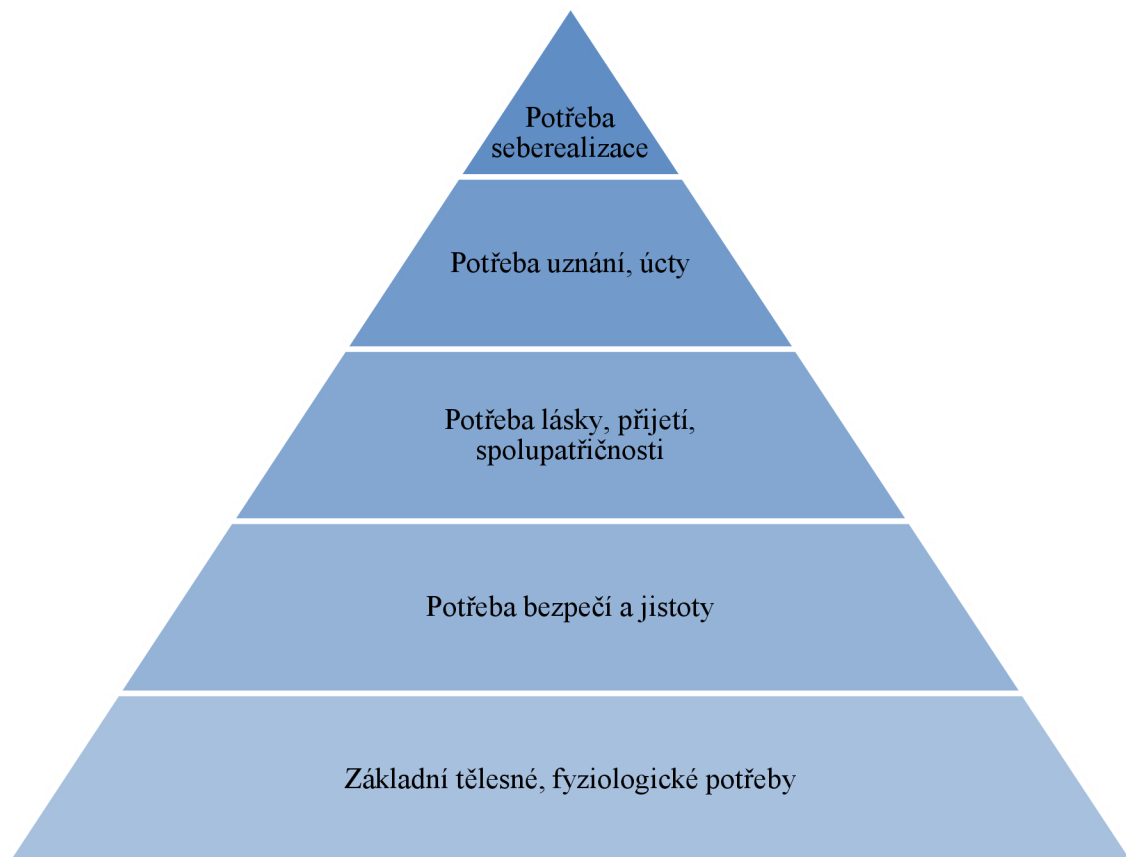 Potřeba
seberealizace
Potřeba uznání, úcty
Potřeba lásky, přijetí,
spolupatřičnosti
Potřeba bezpečí a jistoty
Základní tělesné, fyziologické potřeby